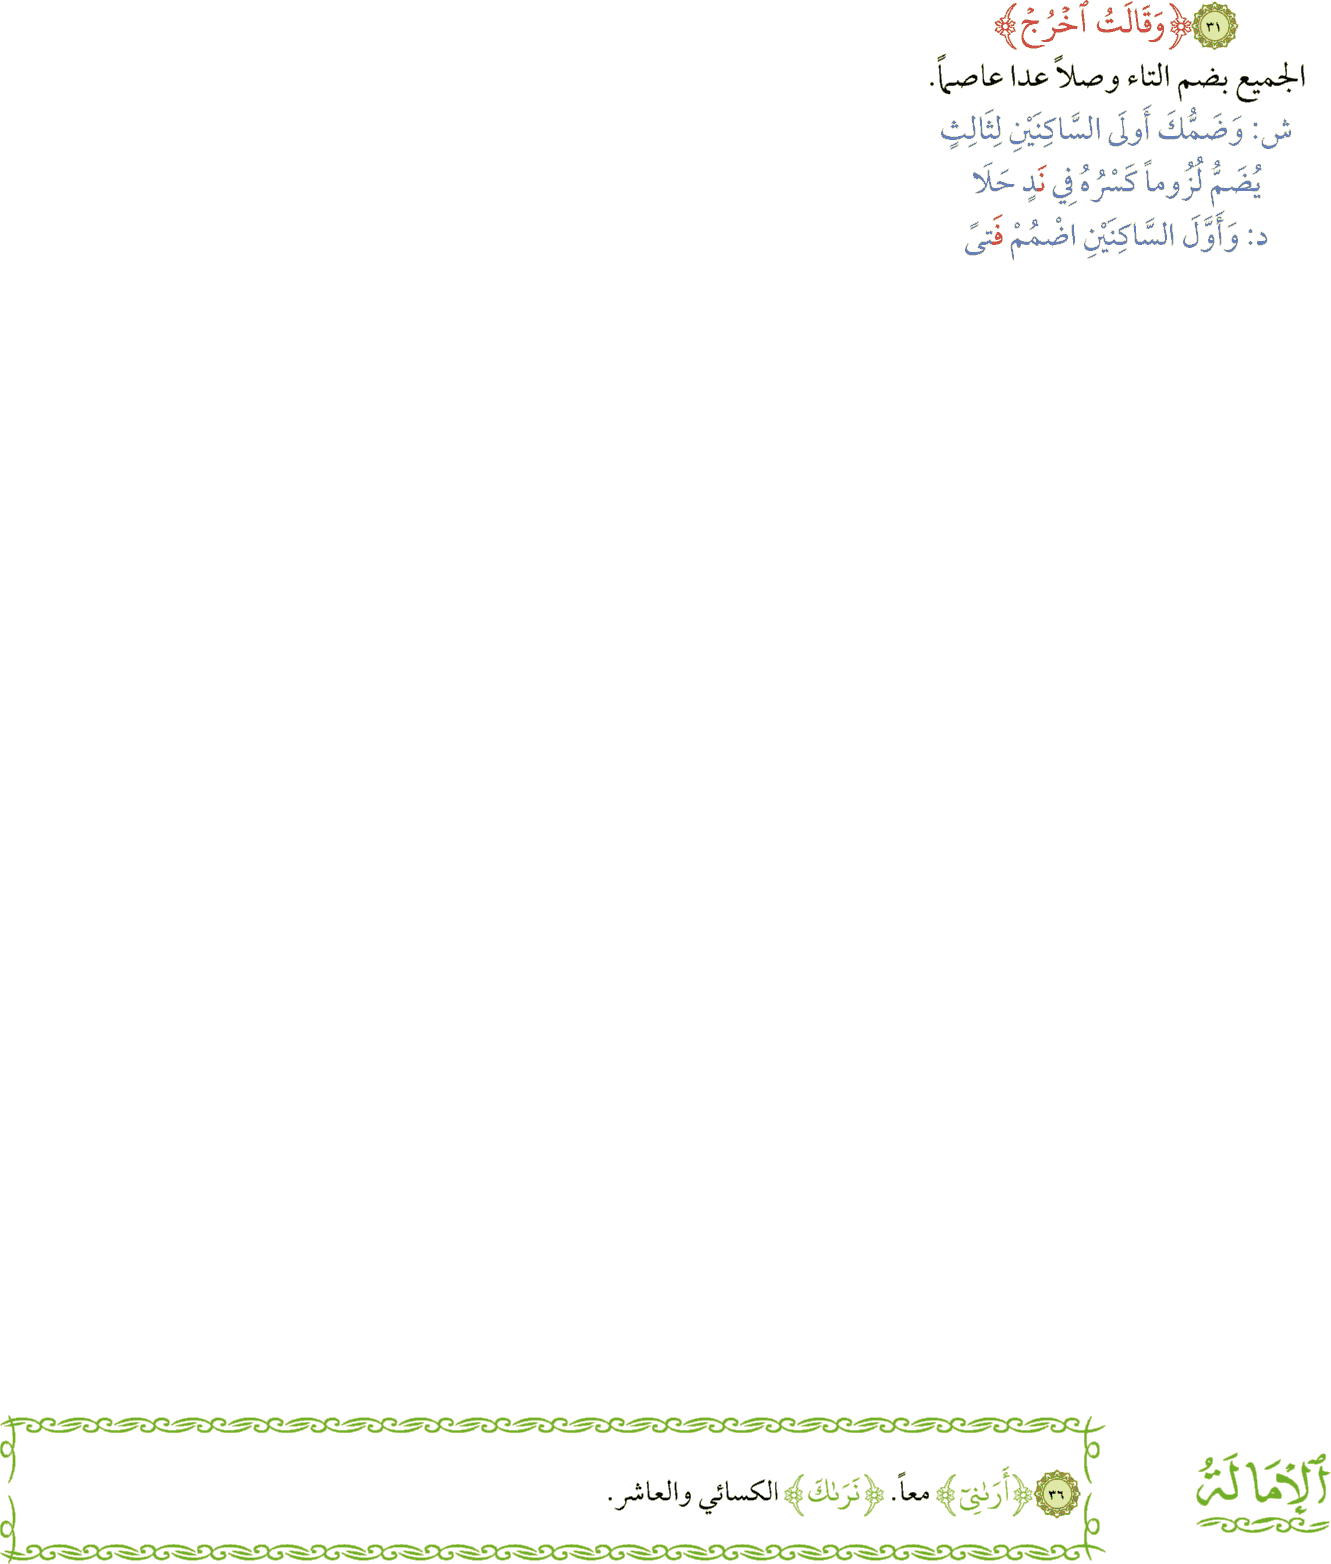 ٣١ ﴿وَقَالَتُ ٱخْرُجْ﴾
الجميع بضم التاء وصلاً عدا عاصماً.
ش: وَضَمُّكَ أَولَى السَّاكِنَيْنِ لِثَالِثٍ
يُضَمُّ لُزُوماً كَسْرُهُ فِي نَدٍ حَلَا
د: وَأَوَّلَ السَّاكِنَيْنِ اضْمُمْ فَتىً
ٱلْإِمَالَةُ
٣٦ ﴿أَرَىٰنِيٓ﴾ معاً. ﴿نَرَىٰكَ﴾ الكسائي والعاشر.